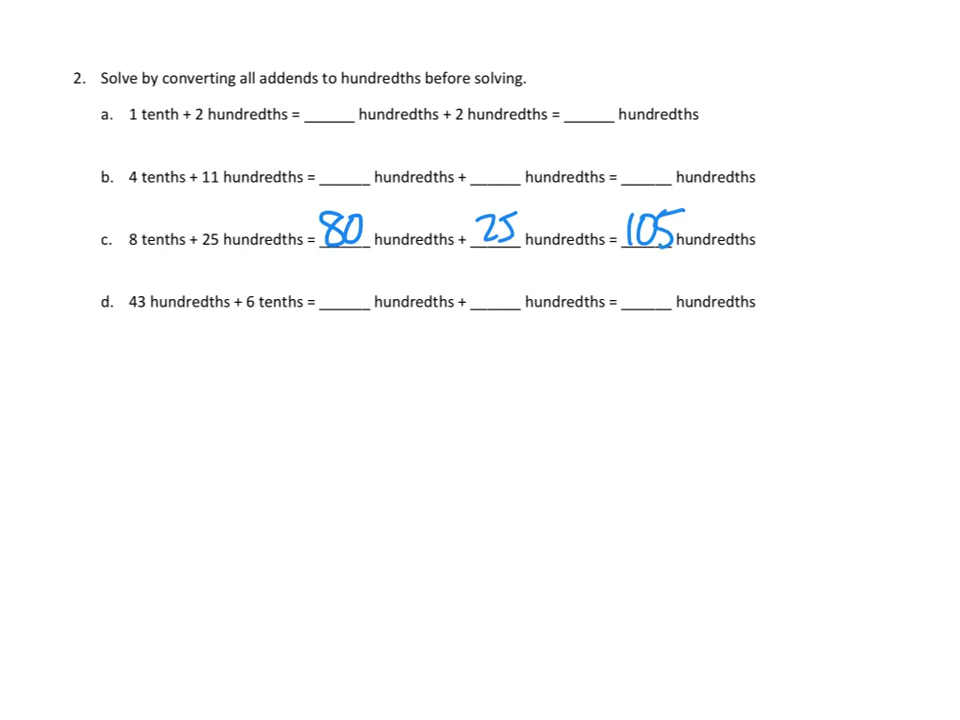 2. Solve by converting all addends to hundredths before solving.
a. 1 tenth + 2 hundredths = ______ hundredths + 2 hundredths = ______ hundredths
b. 4 tenths + 11 hundredths = ______ hundredths + ______ hundredths = ______ hundredths
c. 8 tenths + 25 hundredths = 80 hundredths + 25 hundredths = 105 hundredths
d. 43 hundredths + 6 tenths = ______ hundredths + ______ hundredths = ______ hundredths